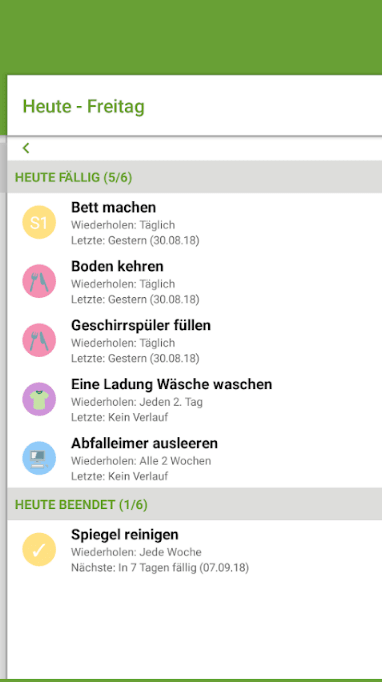 Heute - Freitag
HEUTE FÄLLIG (5/6)
S1
Bett machen
Wiederholen: Täglich
Letzte: Gestern (30.08.18)
Boden kehren
Wiederholen: Täglich
Letzte: Gestern (30.08.18)
Geschirrspüler füllen
Wiederholen: Täglich
Letzte: Gestern (30.08.18)
Eine Ladung Wäsche waschen
Wiederholen: Jeden 2. Tag
Letzte: Kein Verlauf
Abfalleimer ausleeren
Wiederholen: Alle 2 Wochen
Letzte: Kein Verlauf
HEUTE BEENDET (1/6)
Spiegel reinigen
Wiederholen: Jede Woche
Nächste: In 7 Tagen fällig (07.09.18)